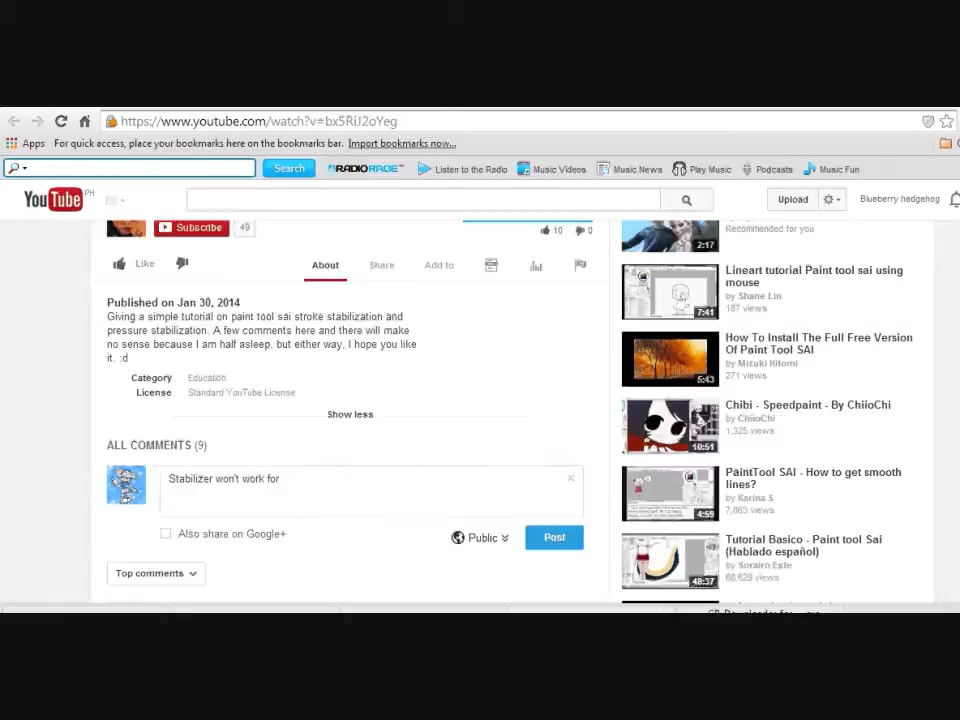 https://www.youtube.com/watch?v=bx5RiJ2oYeg
Apps For quick access, place your bookmarks here on the bookmarks bar. Import bookmarks now...
Search RADIORAGE™ Listen to the Radio Music Videos Music News Play Music Podcasts Music Fun
YouTube PH Upload Blueberry hedgehog
Subscribe 49
10 0
2:17
Recommended for you
Like
About Share Add to
Published on Jan 30, 2014
Giving a simple tutorial on paint tool sai stroke stabilization and
pressure stabilization. A few comments here and there will make
no sense because I am half asleep, but either way, I hope you like
it. :d
Category Education
License Standard YouTube License
Show less
ALL COMMENTS (9)
Stabilizer won't work for
Also share on Google+
Public
Post
Top comments
Lineart tutorial Paint tool sai using
mouse
by Shane Lin
187 views
7:41
How To Install The Full Free Version
Of Paint Tool SAI
by Mizuki Hitomi
271 views
5:43
Chibi - Speedpaint - By ChiioChi
by ChiioChi
1,325 views
10:51
PaintTool SAI - How to get smooth
lines?
by Karina S
7,863 views
4:59
Tutorial Basico - Paint tool Sai
(Hablado español)
by Sorairo Este
68,629 views
48:37